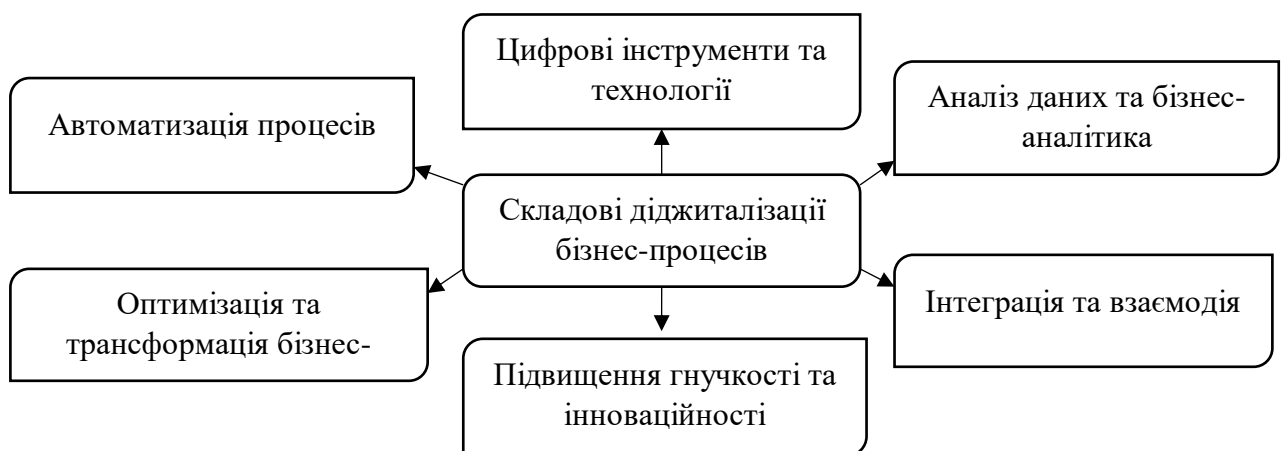 Цифрові інструменти та
технології
Автоматизація процесів
Аналіз даних та бізнес-
аналітика
Складові діджиталізації
бізнес-процесів
Оптимізація та
трансформація бізнес-
Інтеграція та взаємодія
Підвищення гнучкості та
інноваційності